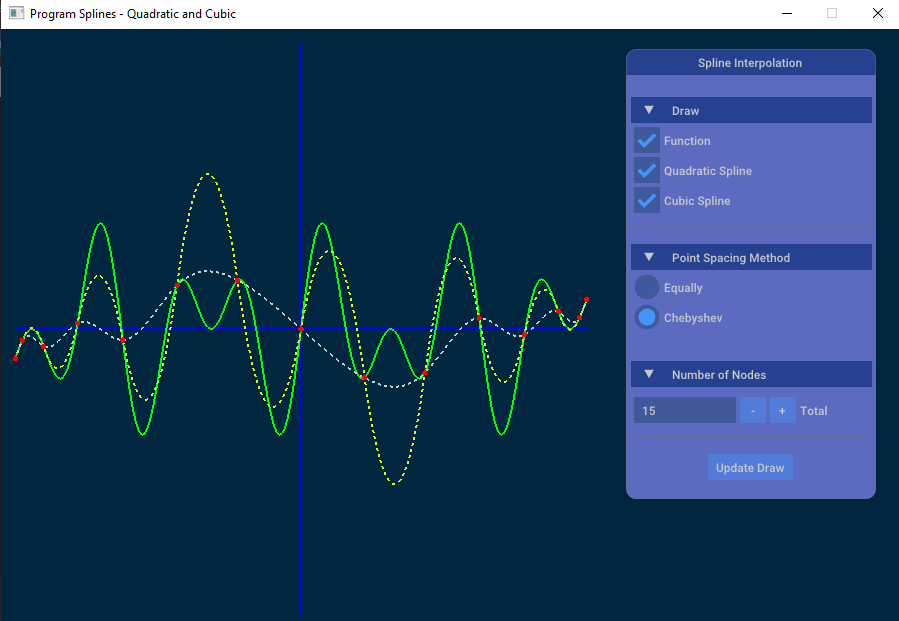 Program Splines - Quadratic and Cubic
Spline Interpolation
Draw
Function
Quadratic Spline
Cubic Spline
Point Spacing Method
Equally
Chebyshev
Number of Nodes
15 - + Total
Update Draw